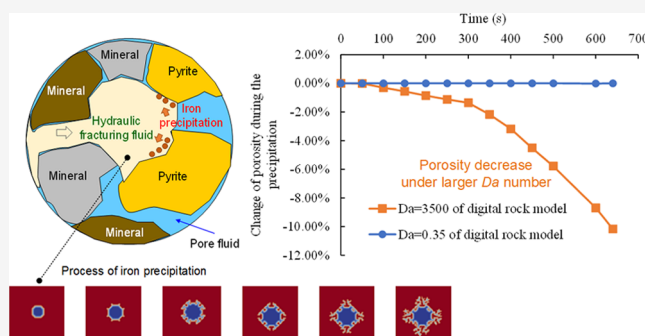 Mineral
Mineral
Pyrite
Hydraulic
fracturing fluid
Iron
precipitation
Mineral
Pyrite
Mineral
Pore fluid
Process of iron precipitation
Time (s)
0 100 200 300 400 500 600 700
Change of porosity during the
precipitation
2.00%
0.00%
-2.00%
-4.00%
-6.00%
-8.00%
-10.00%
-12.00%
Porosity decrease
under larger Da number
Da=3500 of digital rock model
Da=0.35 of digital rock model